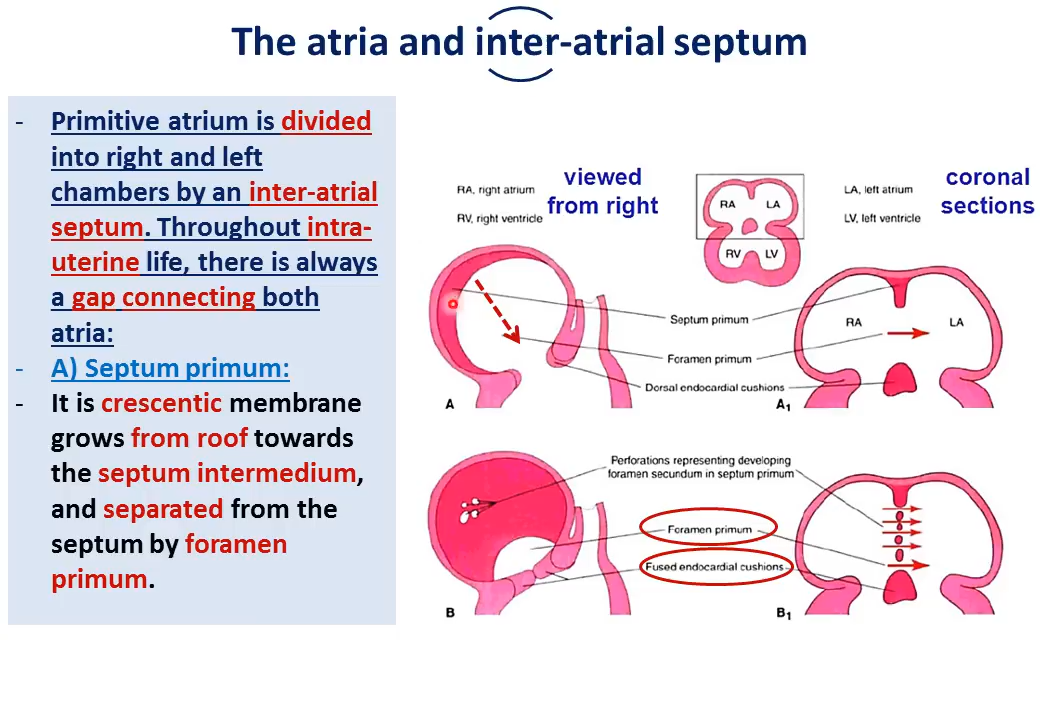 The atria and inter-atrial septum
- Primitive atrium is divided
into right and left
chambers by an inter-atrial
septum. Throughout intra-
uterine life, there is always
a gap connecting both
atria:
- A) Septum primum:
- It is crescentic membrane
grows from roof towards
the septum intermedium,
and separated from the
septum by foramen
primum.
RA, right atrium
RV, right ventricle
viewed
from right
RA LA
RV LV
LA, left atrium
LV, left ventricle
coronal
sections
Septum primum
RA LA
Foramen primum
Dorsal endocardial cushions
A
A1
Perforations representing developing
foramen secundum in septum primum
Foramen primum
Fused endocardial cushions
B
B1